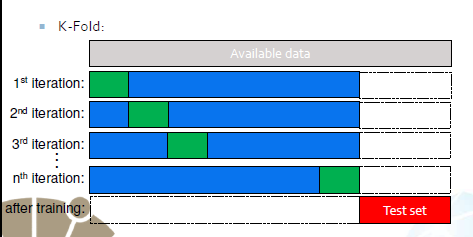 K-Fold:
Available data
1st iteration:
2nd iteration:
3rd iteration:
⋮
nth iteration:
after training:
Test set